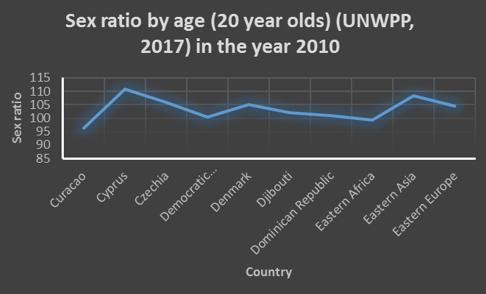 Sex ratio by age (20 year olds) (UNWPP,
2017) in the year 2010
115
110
105
100
95
90
85
Sex ratio
Curacao
Cyprus
Czechia
Democratic...
Denmark
Djibouti
Dominican Republic
Eastern Africa
Eastern Asia
Eastern Europe
Country